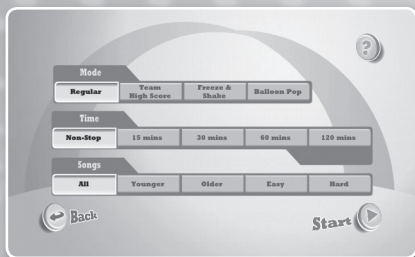 ?
Mode
Regular
Team
High Score
Freeze &
Shake
Balloon Pop
Time
Non-Stop
15 mins
30 mins
60 mins
120 mins
Songs
All
Younger
Older
Easy
Hard
Back
Start